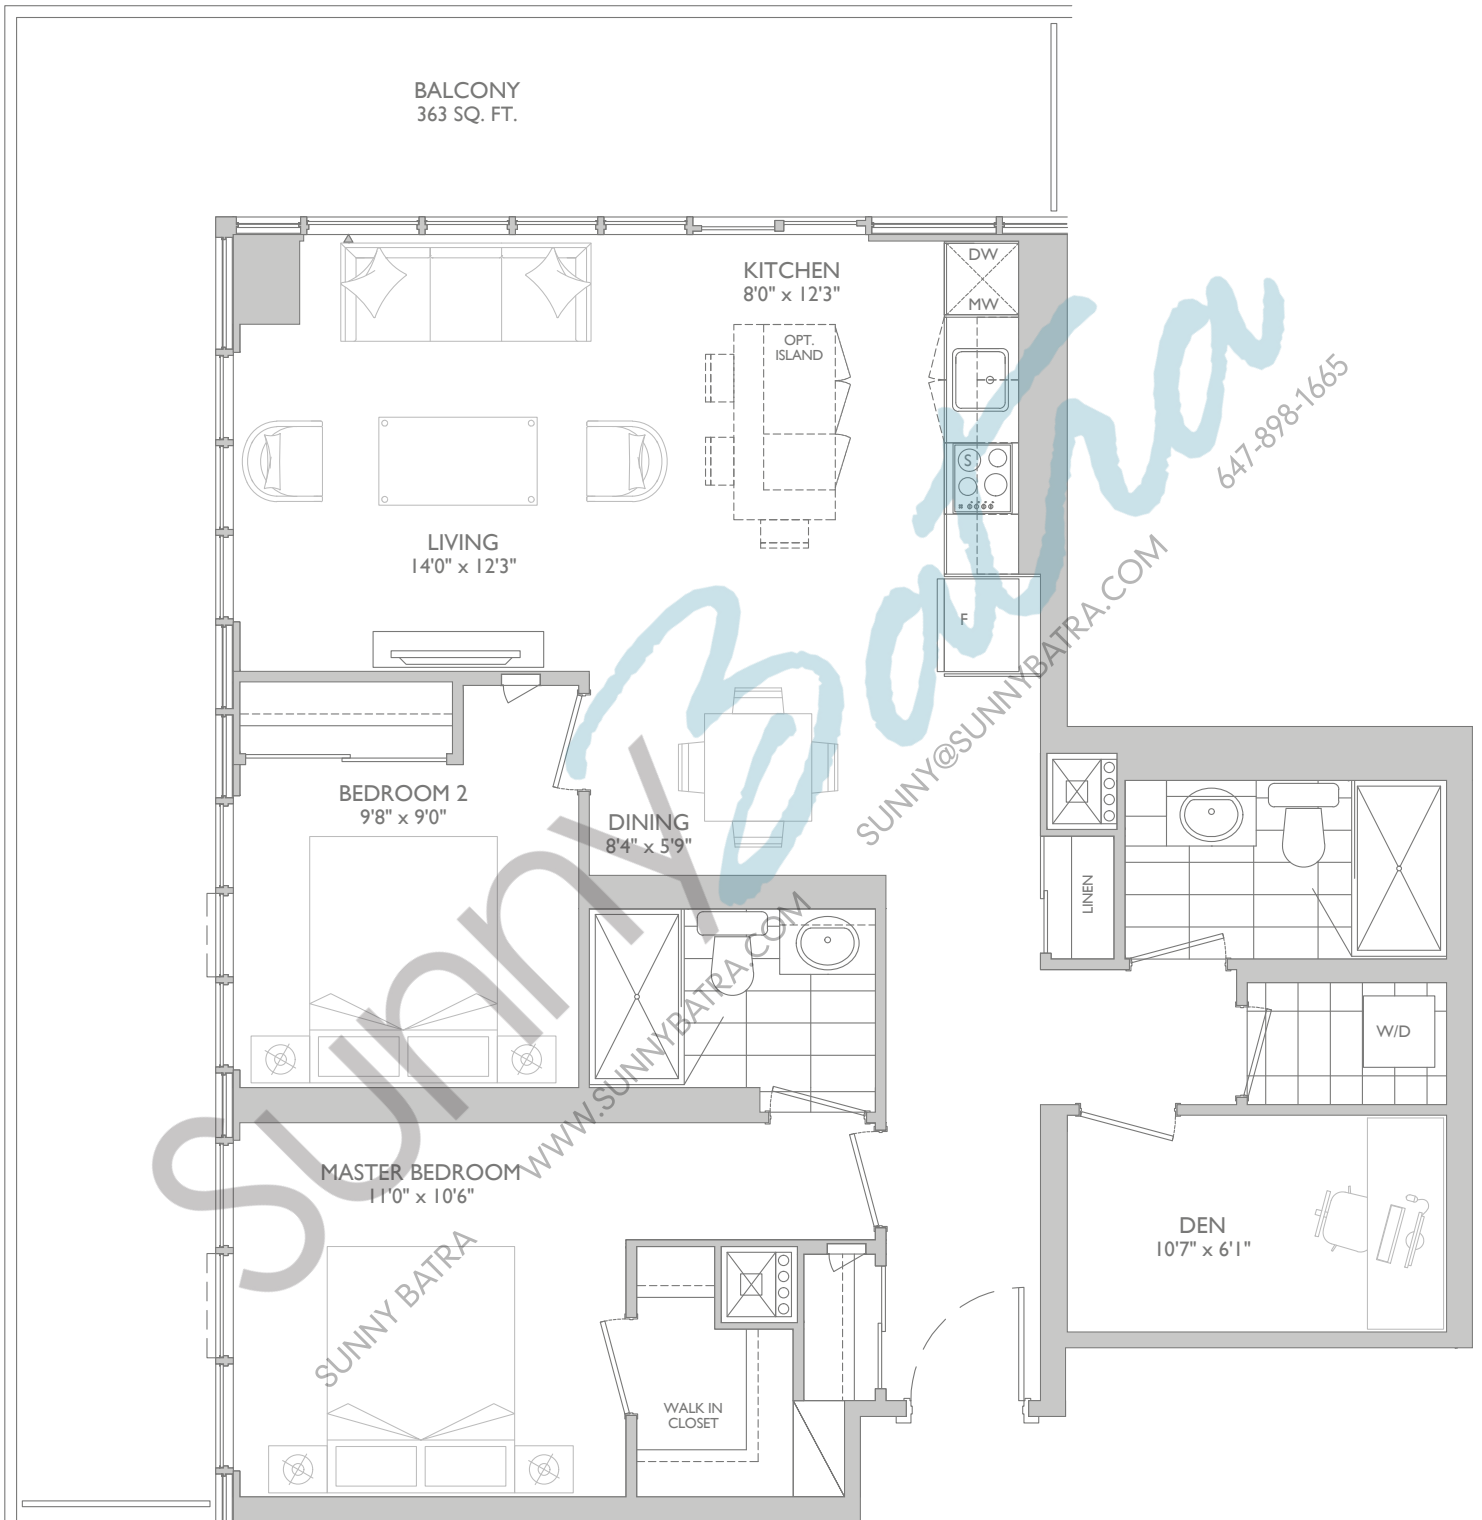 BALCONY
363 SQ. FT.
KITCHEN
8'0" x 12'3"
DW
MW
OPT.
ISLAND
S
F
LIVING
14'0" x 12'3"
BEDROOM 2
9'8" x 9'0"
DINING
8'4" x 5'9"
LINEN
W/D
MASTER BEDROOM
11'0" x 10'6"
DEN
10'7" x 6'1"
WALK IN
CLOSET
Sunny Batra
647-898-1665
SUNNY@SUNNYBATRA.COM
WWW.SUNNYBATRA.COM
SUNNY BATRA